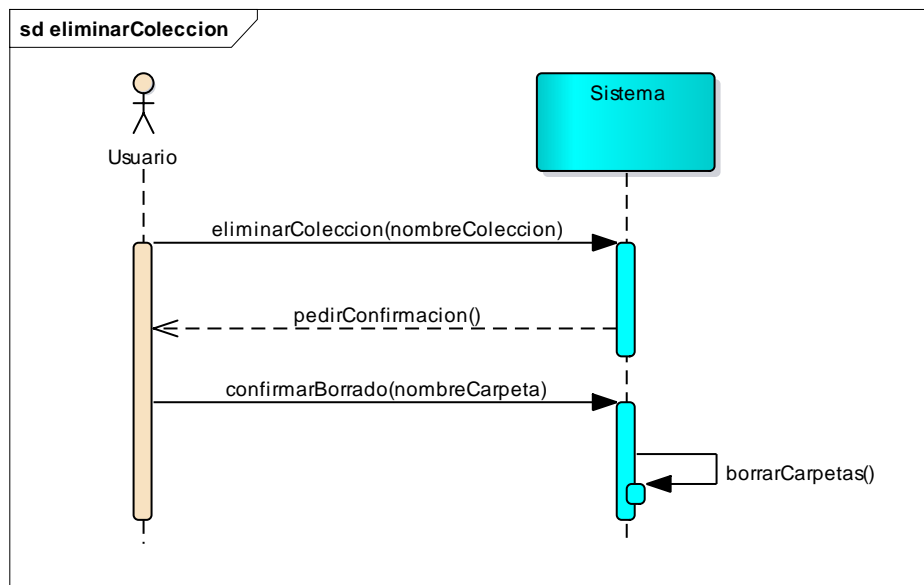 sd eliminarColeccion
Usuario
Sistema
eliminarColeccion(nombreColeccion)
pedirConfirmacion()
confirmarBorrado(nombreCarpeta)
borrarCarpetas()